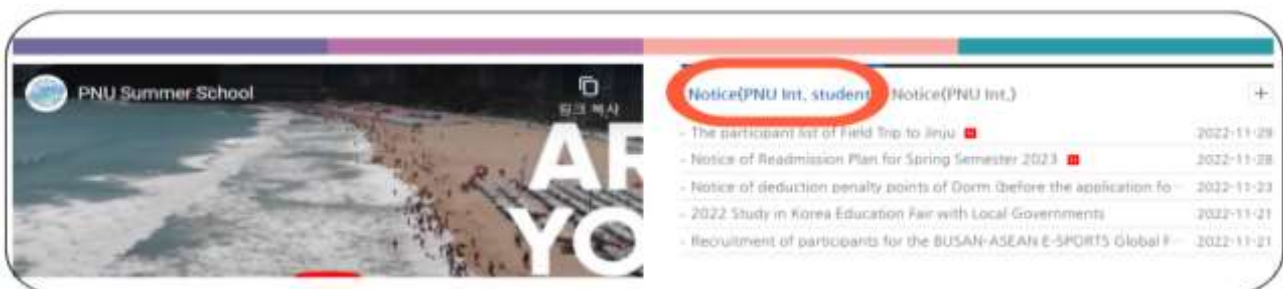 PNU Summer School
링크 복사
AR
YO
Notice(PNU Int, student
Notice(PNU Int,)
+
- The participant list of Field Trip to Jinju
2022-11-29
- Notice of Readmission Plan for Spring Semester 2023
2022-11-28
- Notice of deduction penalty points of Dorm (before the application fo···
2022-11-23
- 2022 Study in Korea Education Fair with Local Governments
2022-11-21
- Recruitment of participants for the BUSAN-ASEAN E-SPORTS Global F···
2022-11-21